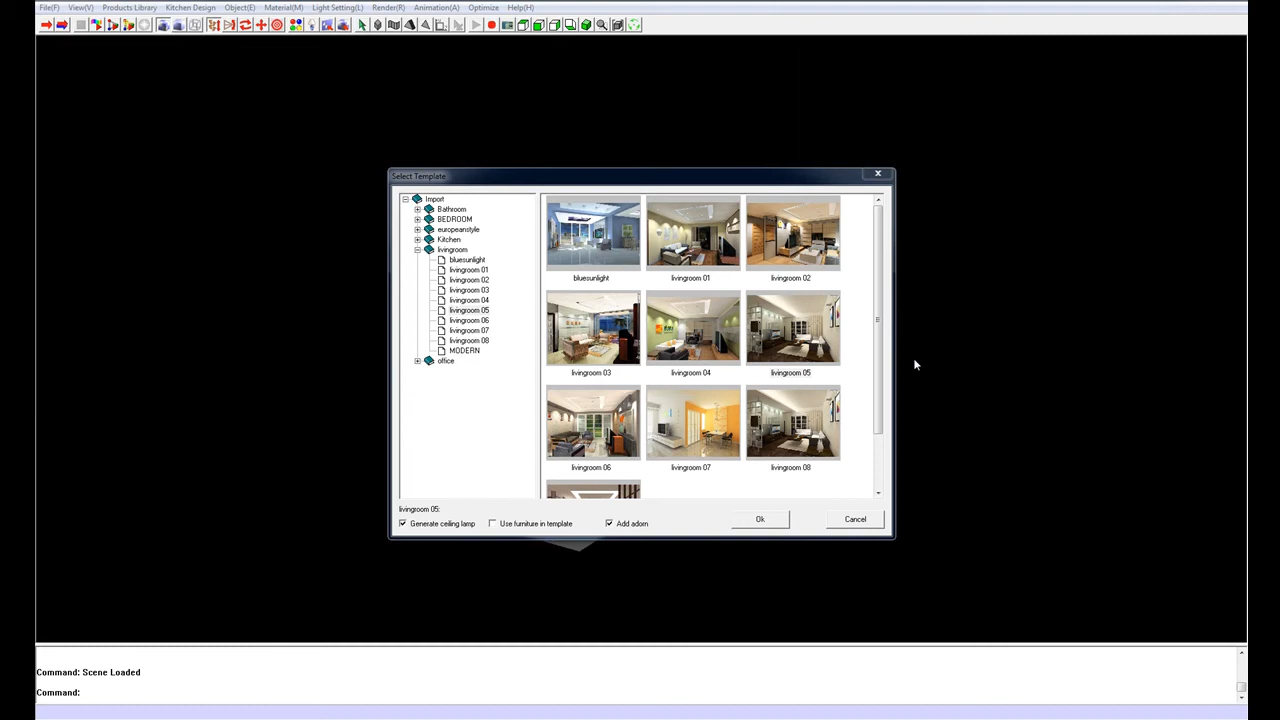 File(F) View(V) Products Library Kitchen Design Object(E) Material(M) Light Setting(L) Render(R) Animation(A) Optimize Help(H)
Select Template
Import
Bathroom
BEDROOM
europeanstyle
Kitchen
livingroom
bluesunlight
livingroom 01
livingroom 02
livingroom 03
livingroom 04
livingroom 05
livingroom 06
livingroom 07
livingroom 08
MODERN
office
bluesunlight livingroom 01 livingroom 02
livingroom 03 livingroom 04 livingroom 05
livingroom 06 livingroom 07 livingroom 08
livingroom 05:
Generate ceiling lamp Use furniture in template Add adorn Ok Cancel
Command: Scene Loaded
Command: